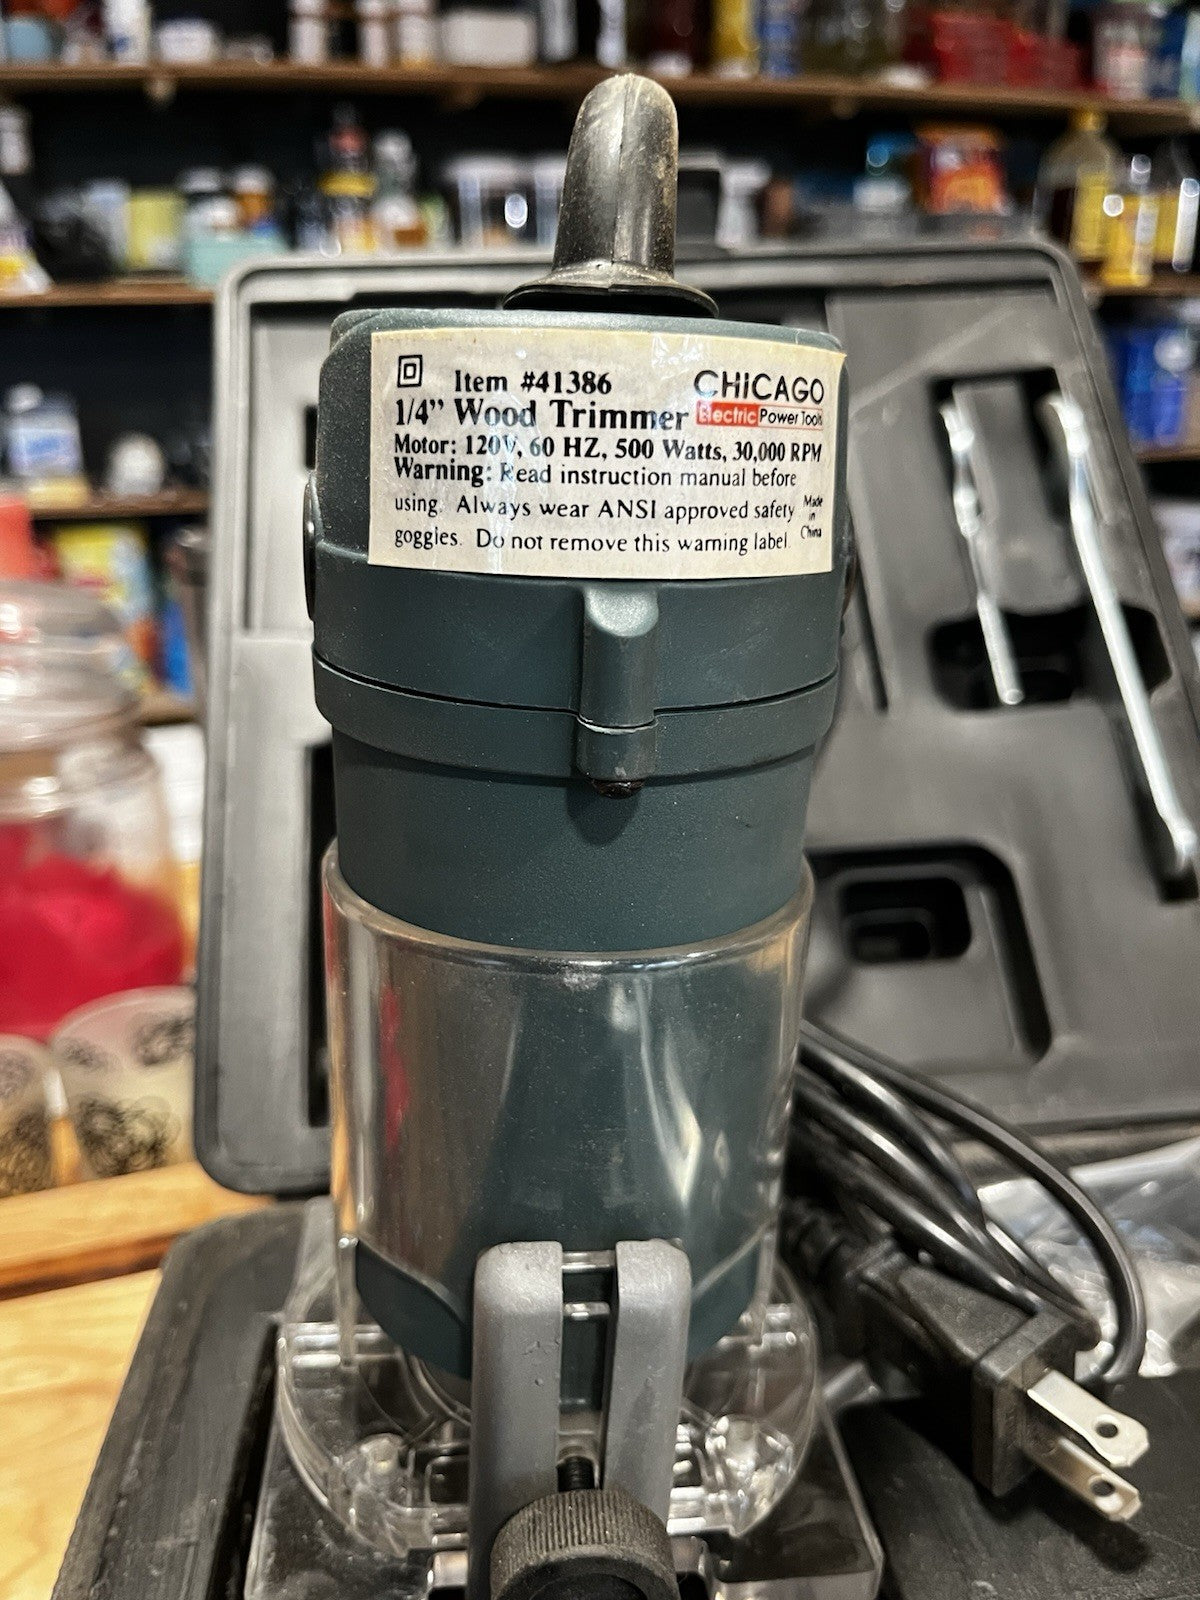 Item #41386
CHICAGO
1/4” Wood Trimmer
Electric Power Tools
Motor: 120V, 60 HZ, 500 Watts, 30,000 RPM
Warning: Read instruction manual before
using. Always wear ANSI approved safety
goggies. Do not remove this warning label.
Made
in
China